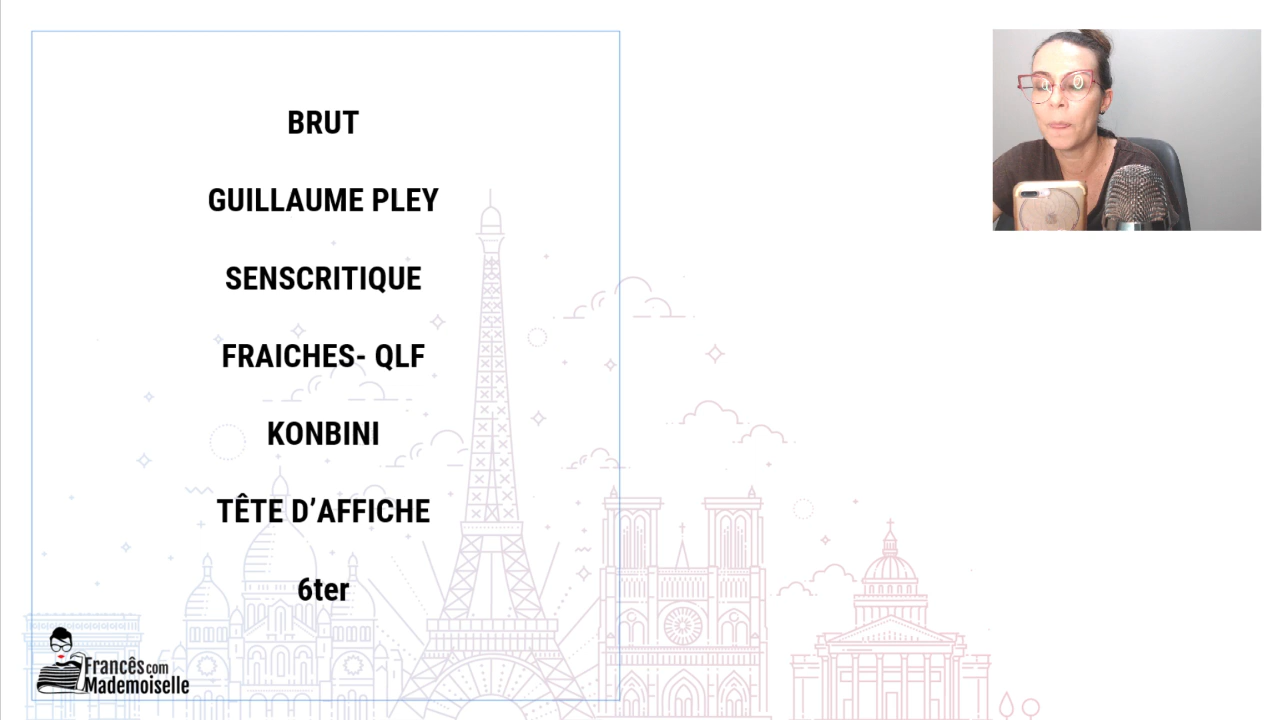 BRUT
GUILLAUME PLEY
SENSCRITIQUE
FRAICHES- QLF
KONBINI
TÊTE D’AFFICHE
6ter
Francês com
Mademoiselle